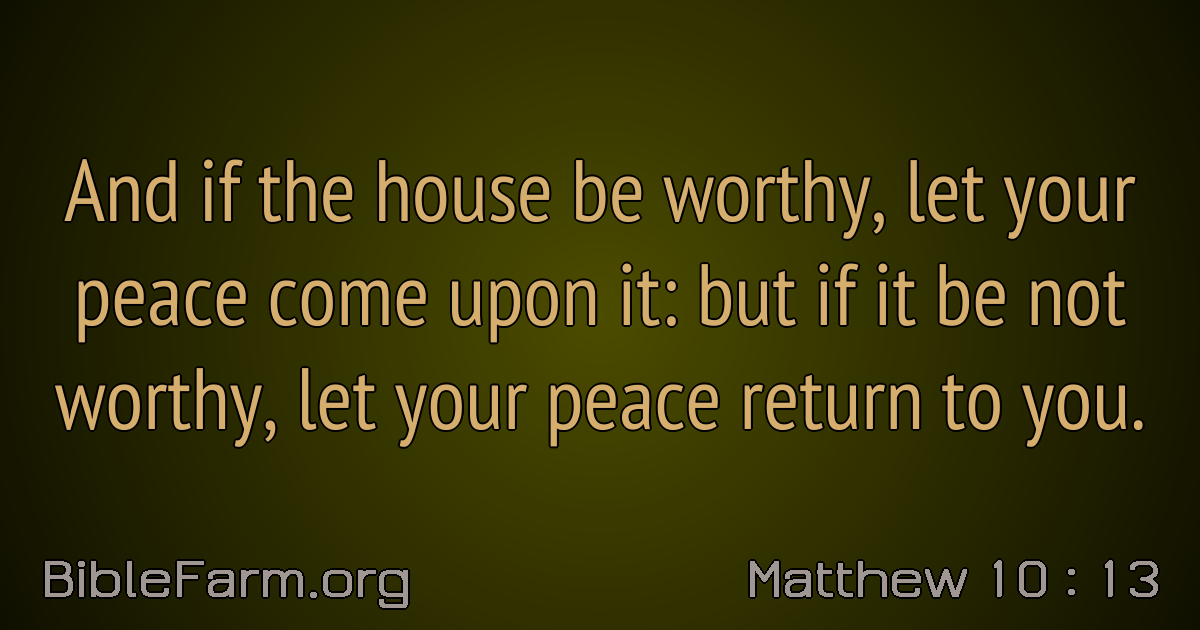 And if the house be worthy, let your
peace come upon it: but if it be not
worthy, let your peace return to you.
BibleFarm.org
Matthew 10 : 13